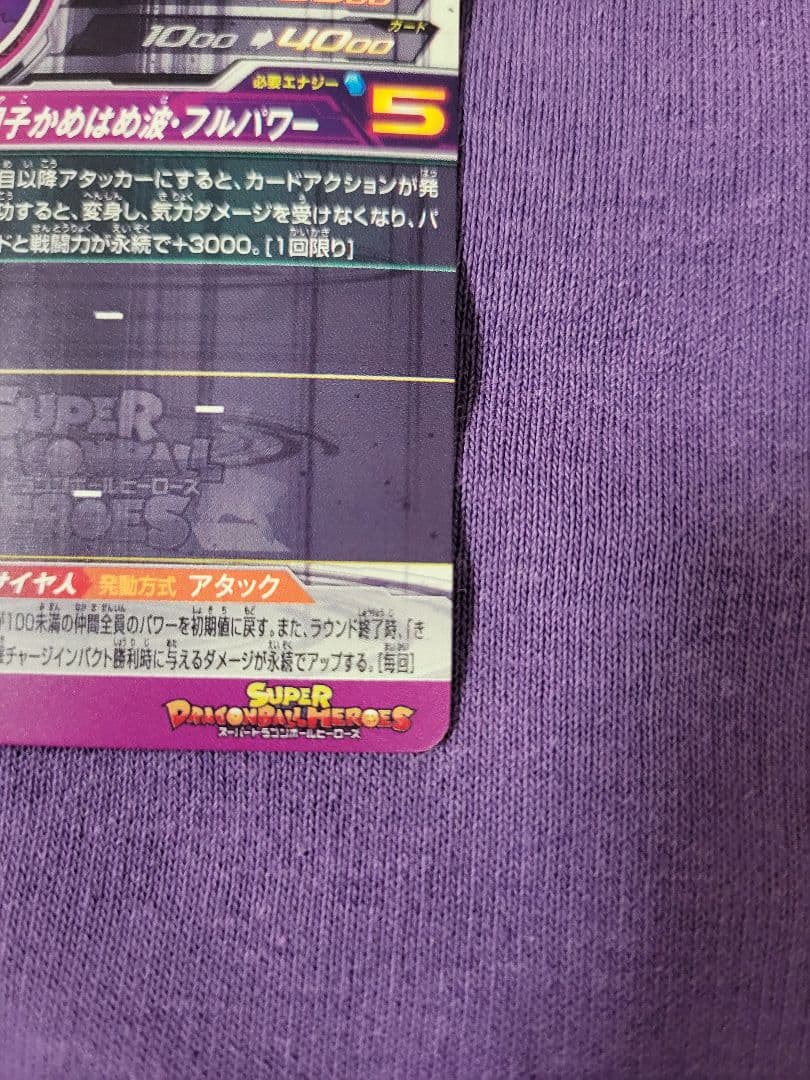 1000 4000 カード
必要エナジー 5
子かめはめ波・フルパワー
目以降アタッカーにすると、カードアクションが発
功すると、変身し、気力ダメージを受けなくなり、パ
ドと戦闘力が永続で+3000。[1回限り]
SUPER
DRAGONBALL
ドラゴンボールヒーローズ
HEROES
サイヤ人 発動方式 アタック
が100未満の仲間全員のパワーを初期値に戻す。また、ラウンド終了時、「き
撃チャージインパクト勝利時に与えるダメージが永続でアップする。[毎回]
SUPER
DRAGONBALL HEROES
スーパードラゴンボールヒーローズ